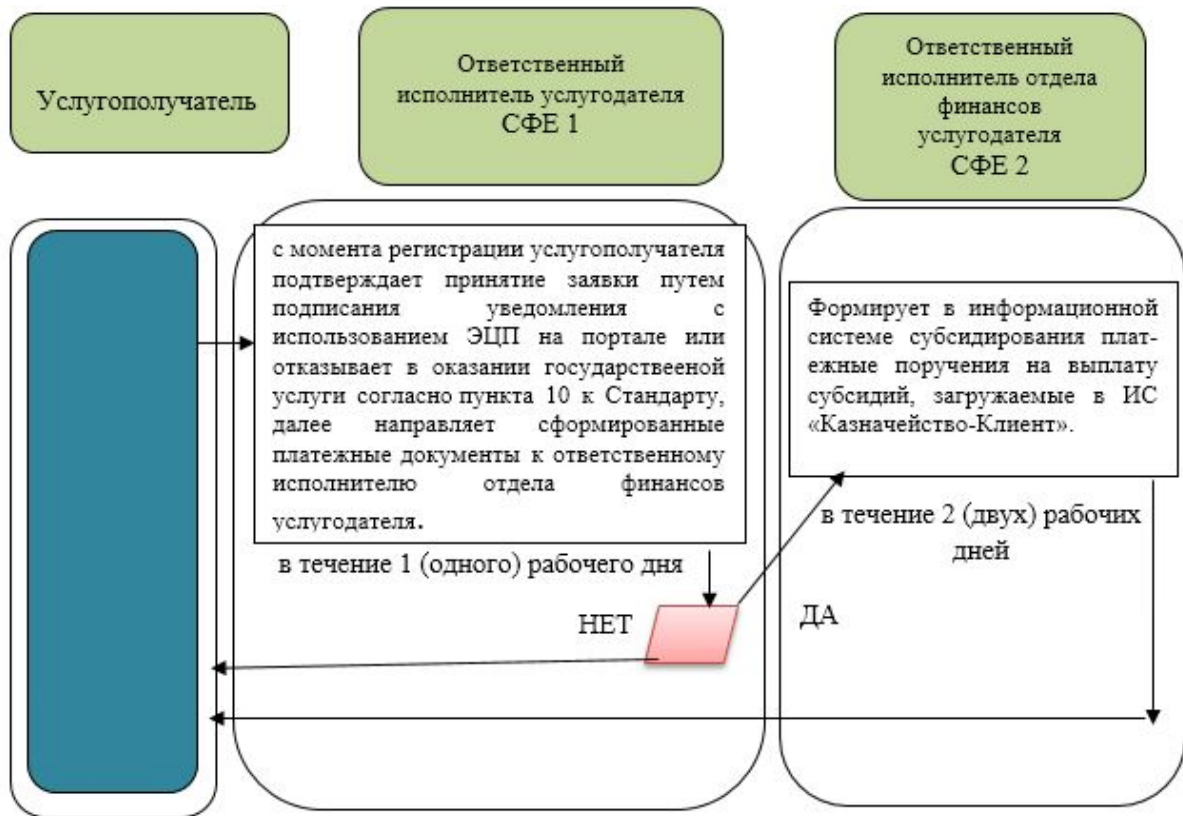 Услугополучатель
Ответственный
исполнитель услугодателя
СФЕ 1
Ответственный
исполнитель отдела
финансов
услугодателя
СФЕ 2
с момента регистрации услугополучателя
подтверждает принятие заявки путем
подписания уведомления с
использованием ЭЦП на портале или
отказывает в оказании государствееной
услуги согласно пункта 10 к Стандарту,
далее направляет сформированные
платежные документы к ответственному
исполнителю отдела финансов
услугодателя.
в течение 1 (одного) рабочего дня
Формирует в информационной
системе субсидирования плат-
ежные поручения на выплату
субсидий, загружаемые в ИС
«Казначейство-Клиент».
в течение 2 (двух) рабочих
дней
НЕТ
ДА